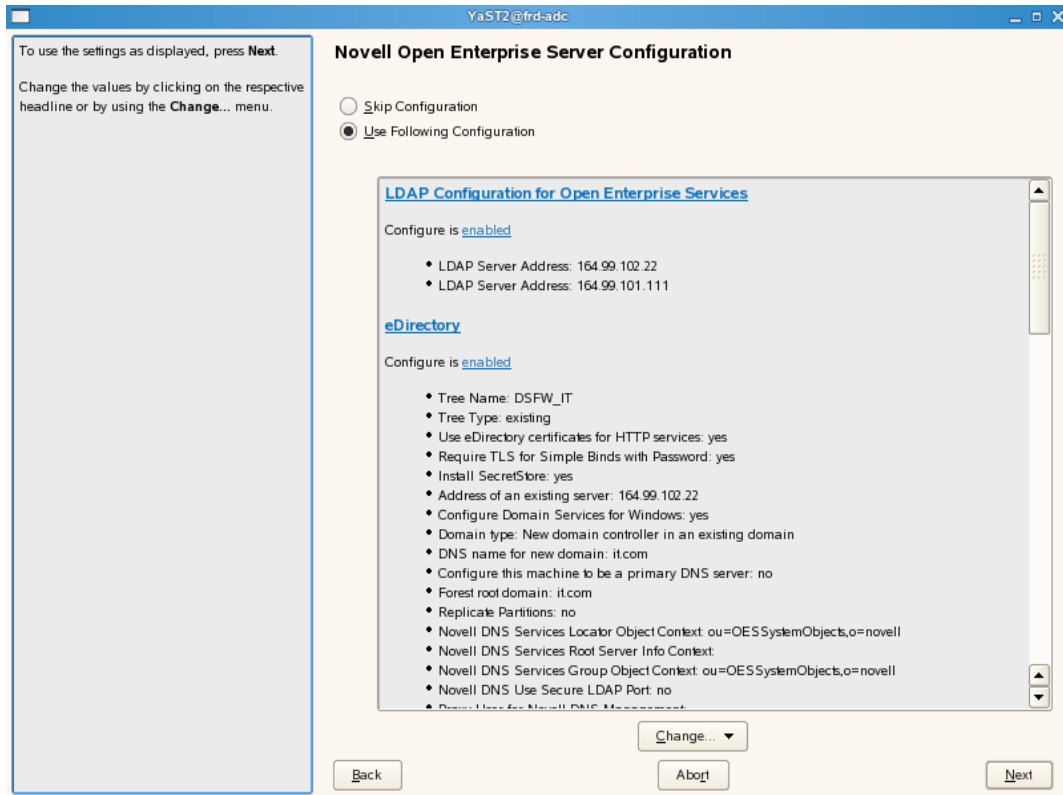 YaST2@frd-adc
To use the settings as displayed, press Next.
Change the values by clicking on the respective
headline or by using the Change... menu.
Novell Open Enterprise Server Configuration
Skip Configuration
Use Following Configuration
LDAP Configuration for Open Enterprise Services
Configure is enabled
• LDAP Server Address: 164.99.102.22
• LDAP Server Address: 164.99.101.111
eDirectory
Configure is enabled
• Tree Name: DSFW_IT
• Tree Type: existing
• Use eDirectory certificates for HTTP services: yes
• Require TLS for Simple Binds with Password: yes
• Install SecretStore: yes
• Address of an existing server: 164.99.102.22
• Configure Domain Services for Windows: yes
• Domain type: New domain controller in an existing domain
• DNS name for new domain: it.com
• Configure this machine to be a primary DNS server: no
• Forest root domain: it.com
• Replicate Partitions: no
• Novell DNS Services Locator Object Context: ou=OESSystemObjects,o=novell
• Novell DNS Services Root Server Info Context:
• Novell DNS Services Group Object Context: ou=OESSystemObjects,o=novell
• Novell DNS Use Secure LDAP Port: no
• Proxy User for Novell DNS Management:
Change...
Back
Abort
Next